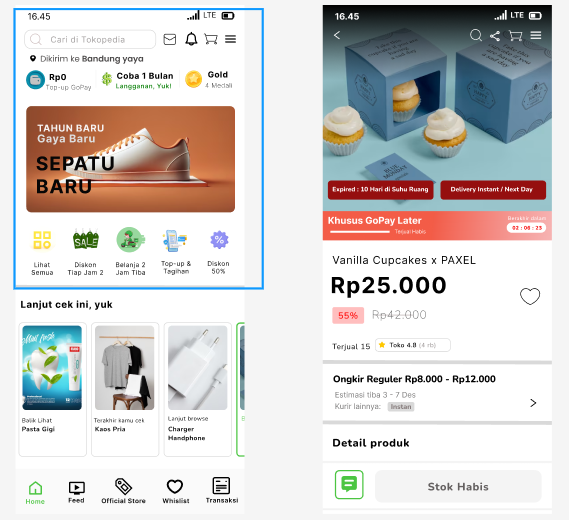 16.45
LTE
Cari di Tokopedia
Dikirim ke Bandung yaya
Rp0
Top-up GoPay
Coba 1 Bulan
Langganan, Yuk!
Gold
4 Medali
TAHUN BARU
Gaya Baru
SEPATU
BARU
Lihat
Semua
SALE
Diskon
Tiap Jam 2
Belanja 2
Jam Tiba
Top-up &
Tagihan
Diskon
50%
Lanjut cek ini, yuk
Balik Lihat
Pasta Gigi
Terakhir kamu cek
Kaos Pria
Lanjut browse
Charger
Handphone
Home
Feed
Official Store
Whislist
Transaksi
16.45
LTE
Expired : 10 Hari di Suhu Ruang
Delivery Instant / Next Day
Khusus GoPay Later
Terjual Habis
Berakhir dalam
02 : 06 : 23
Vanilla Cupcakes x PAXEL
Rp25.000
55%
Rp42.000
Terjual 15
Toko 4.8 (4 rb)
Ongkir Reguler Rp8.000 - Rp12.000
Estimasi tiba 3 - 7 Des
Kurir lainnya: Instan
Detail produk
Stok Habis